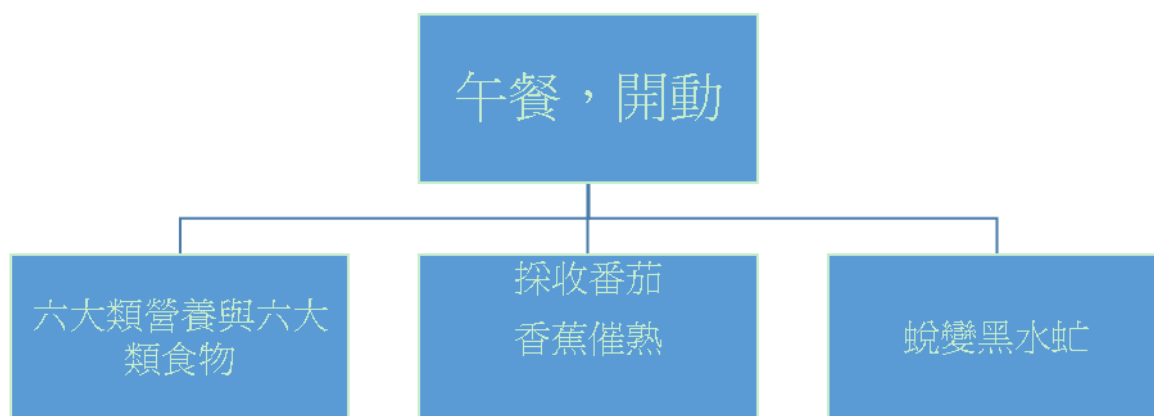 午餐，開動
六大類營養與六大
類食物
採收番茄
香蕉催熟
蛻變黑水虻